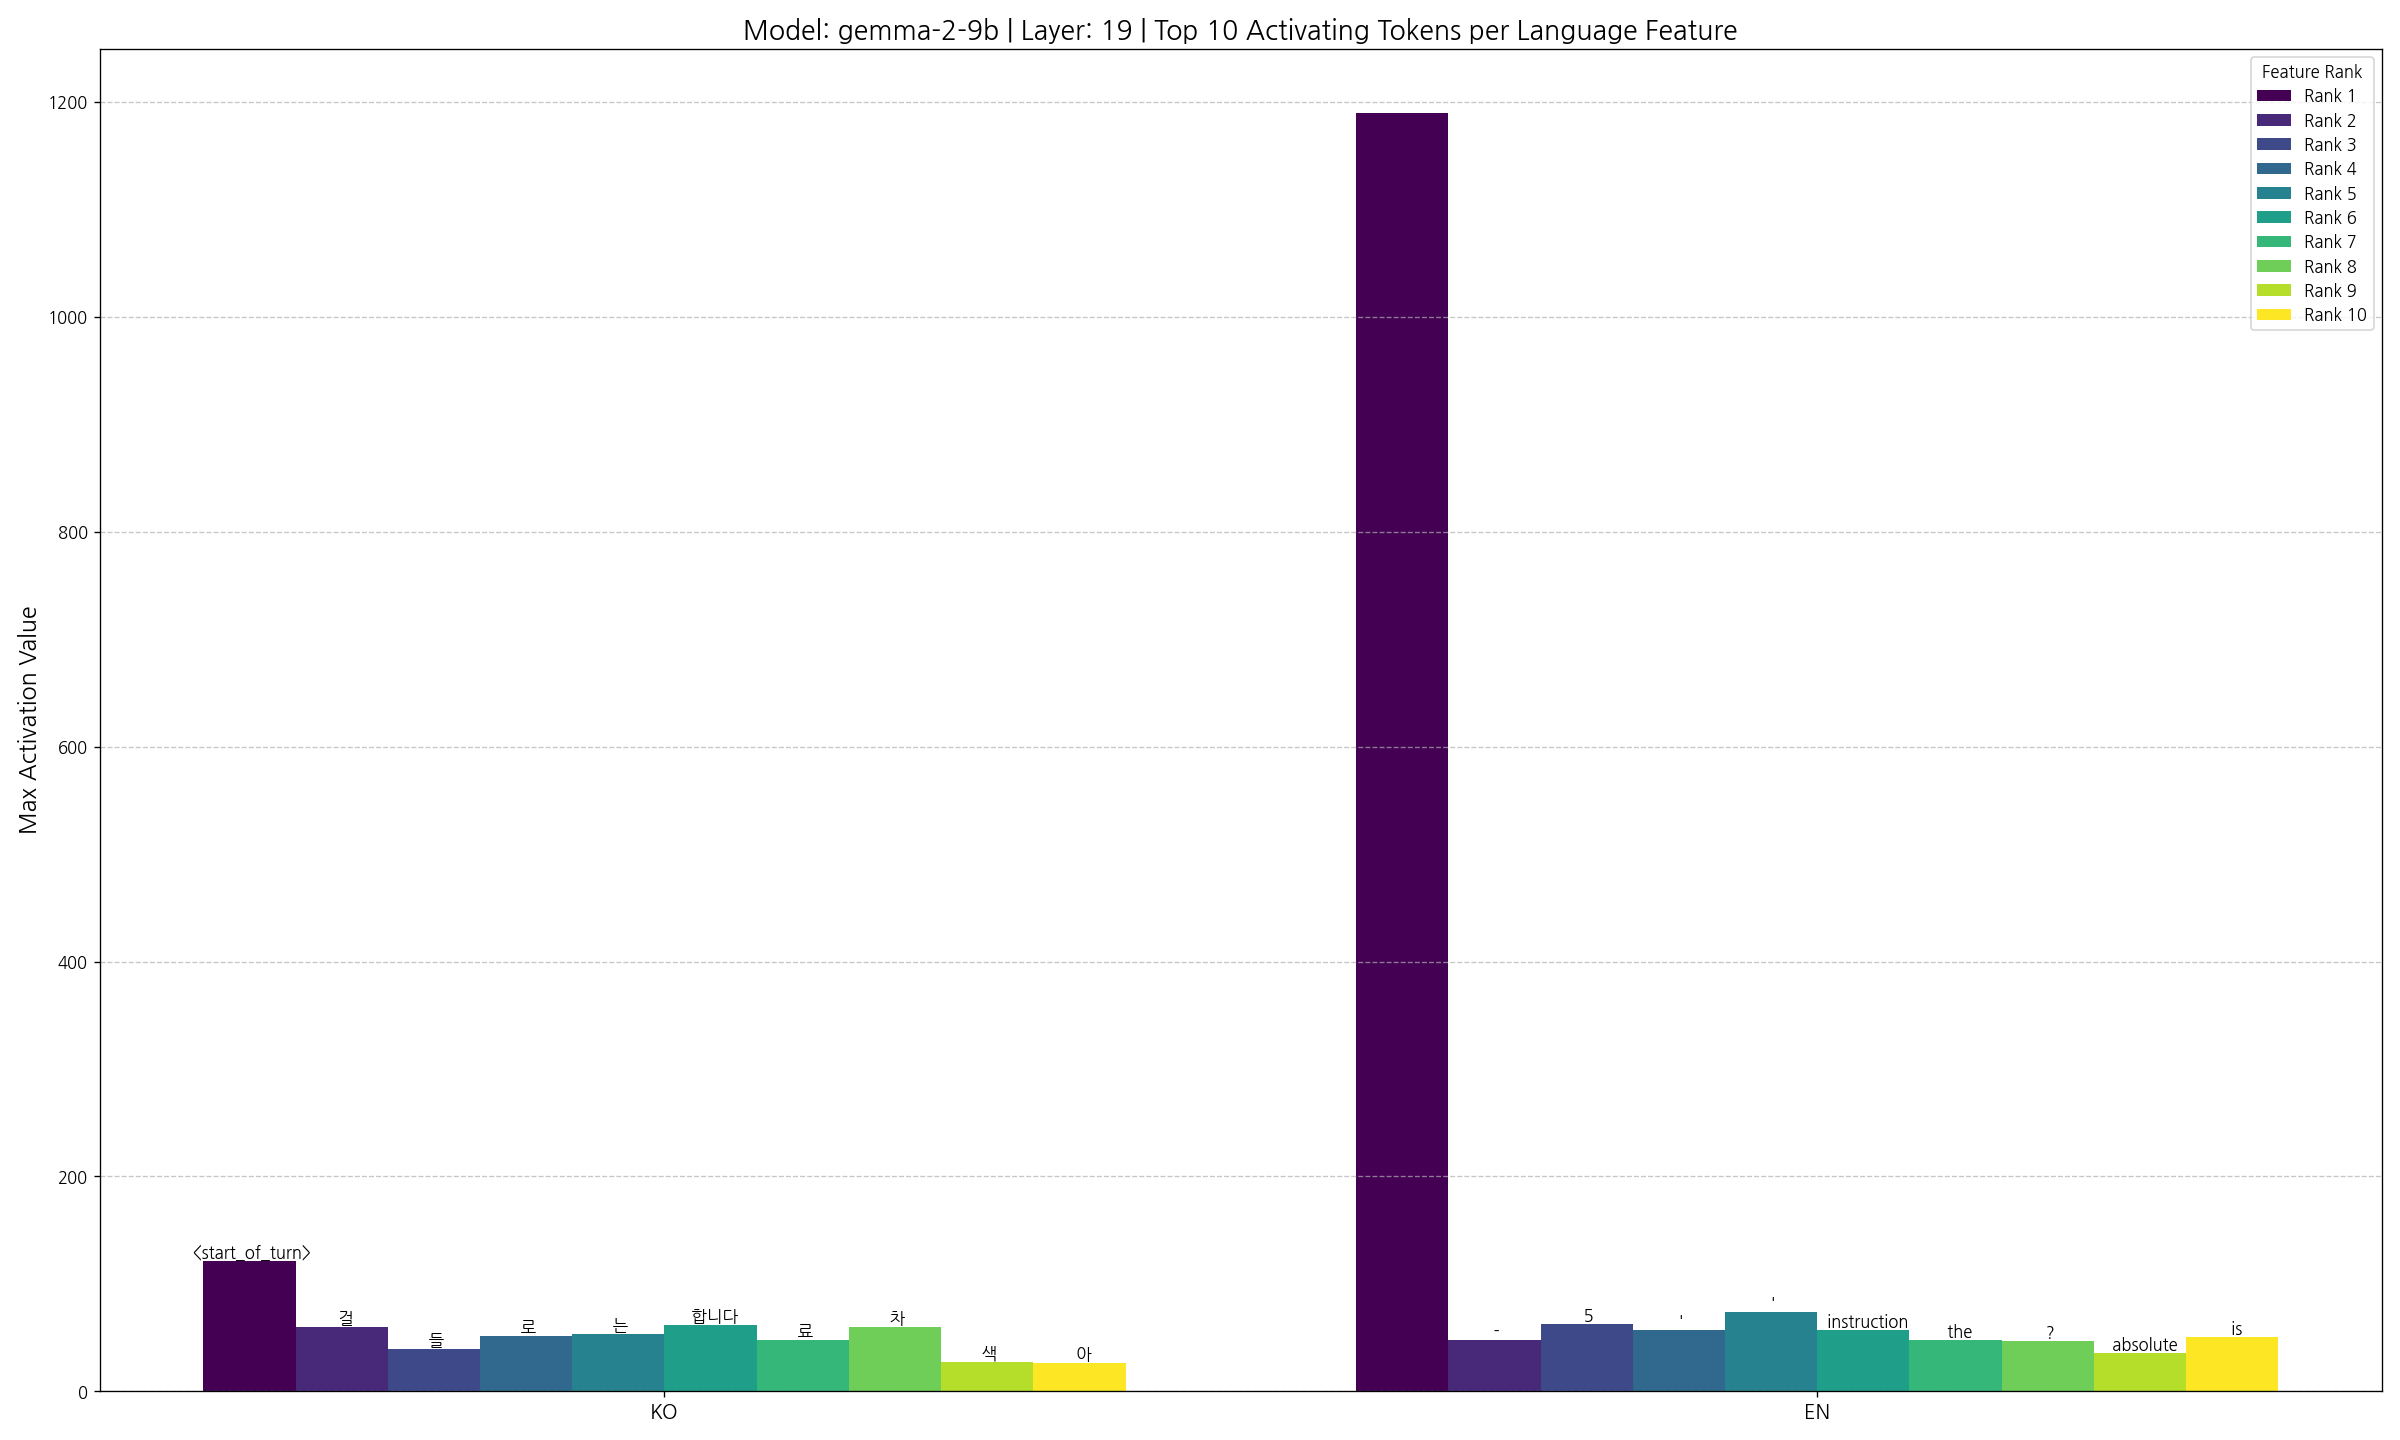 Model: gemma-2-9b | Layer: 19 | Top 10 Activating Tokens per Language Feature
Max Activation Value
1200
1000
800
600
400
200
0
Feature Rank
Rank 1
Rank 2
Rank 3
Rank 4
Rank 5
Rank 6
Rank 7
Rank 8
Rank 9
Rank 10
<start_of_turn>
걸
들
로
는
합니다
료
차
색
아
-
5
'
'
instruction
the
?
absolute
is
KO
EN